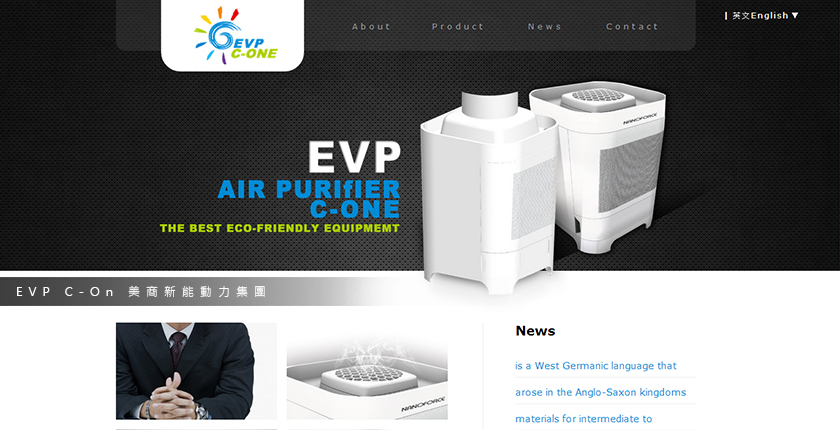 EVP
C-ONE
About Product News Contact
英文English ▼
EVP
AIR PURIfIER
C-ONE
THE BEST ECO-FRIENDLY EQUIPMEMT
NANOFORCE
EVP C-On 美商新能動力集團
NANOFORCE
News
is a West Germanic language that
arose in the Anglo-Saxon kingdoms
materials for intermediate to